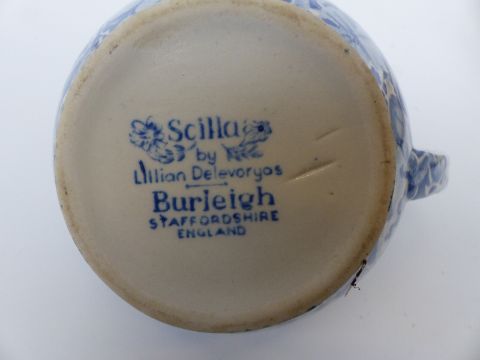 Scilla
by
Lillian Delevoryas
Burleigh
STAFFORDSHIRE
ENGLAND